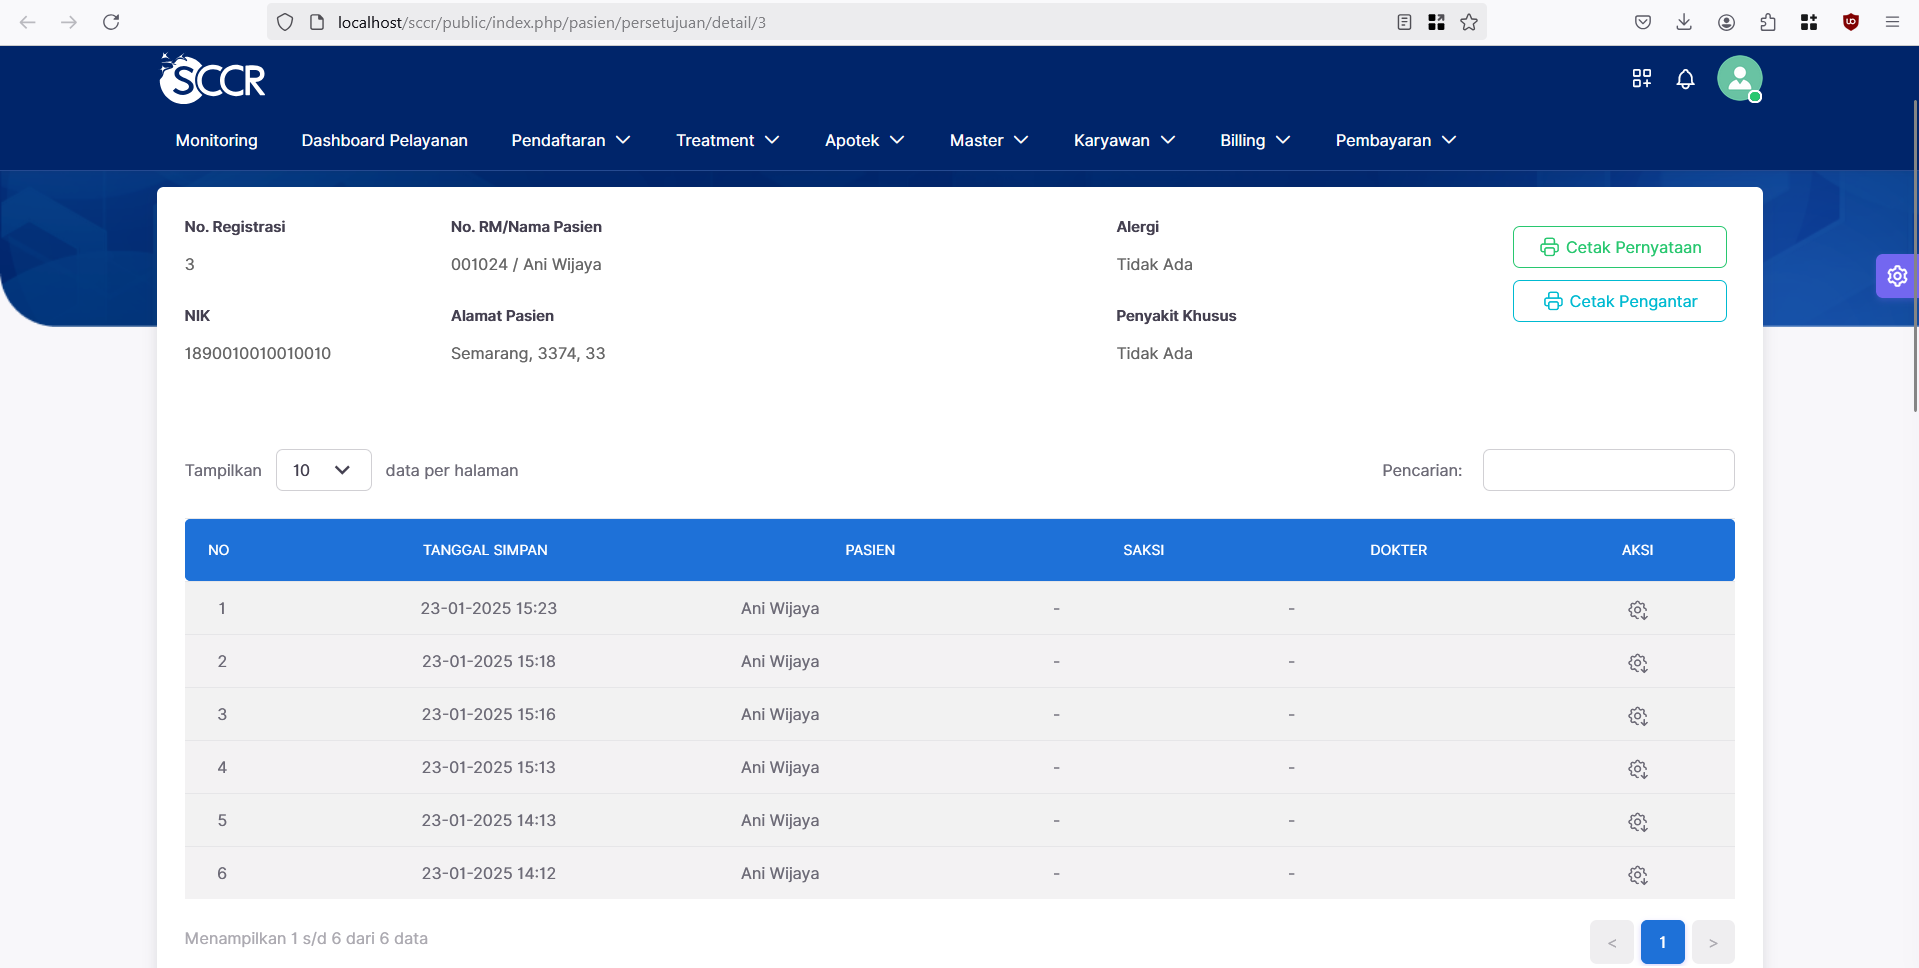 localhost/sccr/public/index.php/pasien/persetujuan/detail/3
SCCR
Monitoring Dashboard Pelayanan Pendaftaran Treatment Apotek Master Karyawan Billing Pembayaran
No. Registrasi No. RM/Nama Pasien Alergi
3 001024 / Ani Wijaya Tidak Ada
Cetak Pernyataan
Cetak Pengantar
NIK Alamat Pasien Penyakit Khusus
1890010010010010 Semarang, 3374, 33 Tidak Ada
Tampilkan 10 data per halaman Pencarian:
NO TANGGAL SIMPAN PASIEN SAKSI DOKTER AKSI
1 23-01-2025 15:23 Ani Wijaya - -
2 23-01-2025 15:18 Ani Wijaya - -
3 23-01-2025 15:16 Ani Wijaya - -
4 23-01-2025 15:13 Ani Wijaya - -
5 23-01-2025 14:13 Ani Wijaya - -
6 23-01-2025 14:12 Ani Wijaya - -
Menampilkan 1 s/d 6 dari 6 data < 1 >